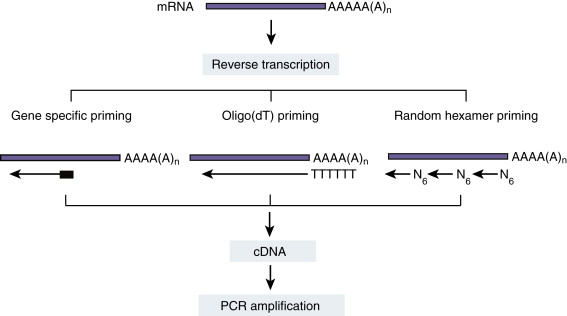 mRNA AAAAA(A)n
Reverse transcription
Gene specific priming Oligo(dT) priming Random hexamer priming
AAAA(A)n AAAA(A)n AAAA(A)n
TTTTTT N6 N6 N6
cDNA
PCR amplification